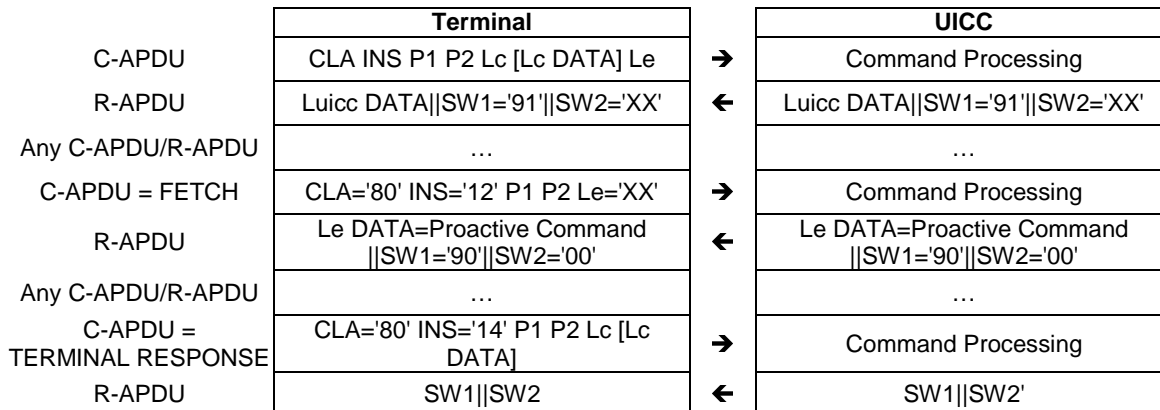 Terminal UICC
C-APDU CLA INS P1 P2 Lc [Lc DATA] Le → Command Processing
R-APDU Luicc DATA||SW1='91'||SW2='XX' ← Luicc DATA||SW1='91'||SW2='XX'
Any C-APDU/R-APDU … …
C-APDU = FETCH CLA='80' INS='12' P1 P2 Le='XX' → Command Processing
R-APDU Le DATA=Proactive Command ||SW1='90'||SW2='00' ← Le DATA=Proactive Command ||SW1='90'||SW2='00'
Any C-APDU/R-APDU … …
C-APDU = TERMINAL RESPONSE CLA='80' INS='14' P1 P2 Lc [Lc DATA] → Command Processing
R-APDU SW1||SW2 ← SW1||SW2'